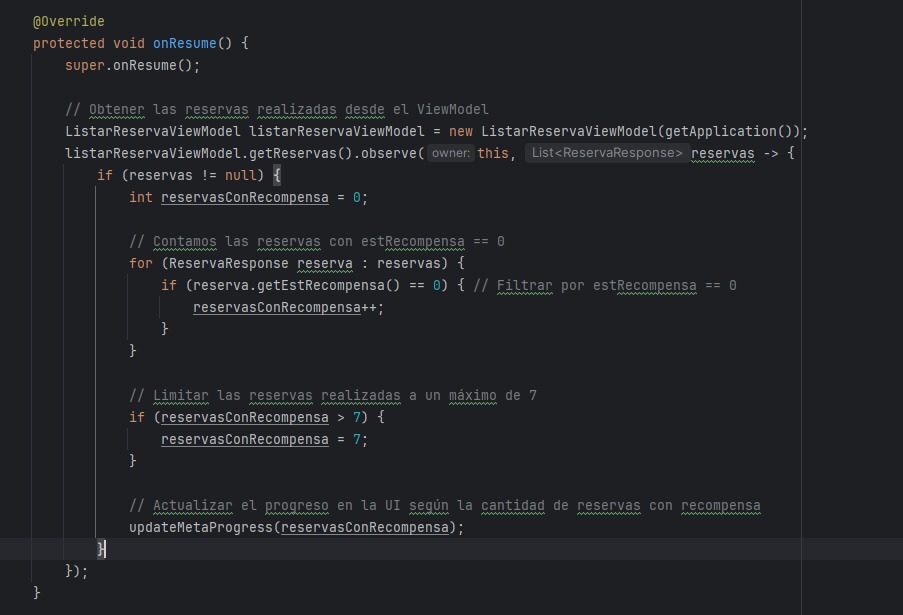 @Override
protected void onResume() {
super.onResume();
// Obtener las reservas realizadas desde el ViewModel
ListarReservaViewModel listarReservaViewModel = new ListarReservaViewModel(getApplication());
listarReservaViewModel.getReservas().observe( owner: this, List<ReservaResponse> reservas -> {
if (reservas != null) {
int reservasConRecompensa = 0;
// Contamos las reservas con estRecompensa == 0
for (ReservaResponse reserva : reservas) {
if (reserva.getEstRecompensa() == 0) { // Filtrar por estRecompensa == 0
reservasConRecompensa++;
}
}
// Limitar las reservas realizadas a un máximo de 7
if (reservasConRecompensa > 7) {
reservasConRecompensa = 7;
}
// Actualizar el progreso en la UI según la cantidad de reservas con recompensa
updateMetaProgress(reservasConRecompensa);
}
});
}